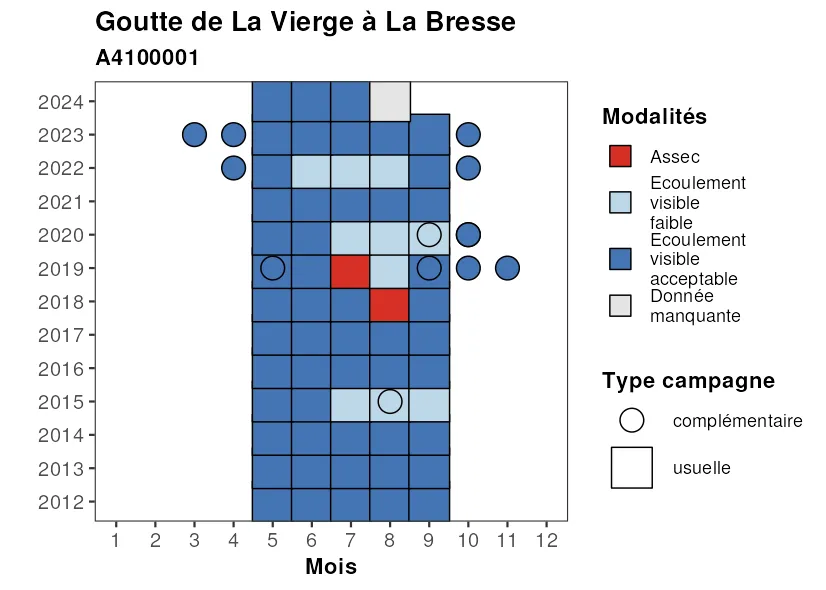 Goutte de La Vierge à La Bresse
A4100001
2024
2023
2022
2021
2020
2019
2018
2017
2016
2015
2014
2013
2012
1 2 3 4 5 6 7 8 9 10 11 12
Mois
Modalités
Assec
Ecoulement
visible
faible
Ecoulement
visible
acceptable
Donnée
manquante
Type campagne
complémentaire
usuelle